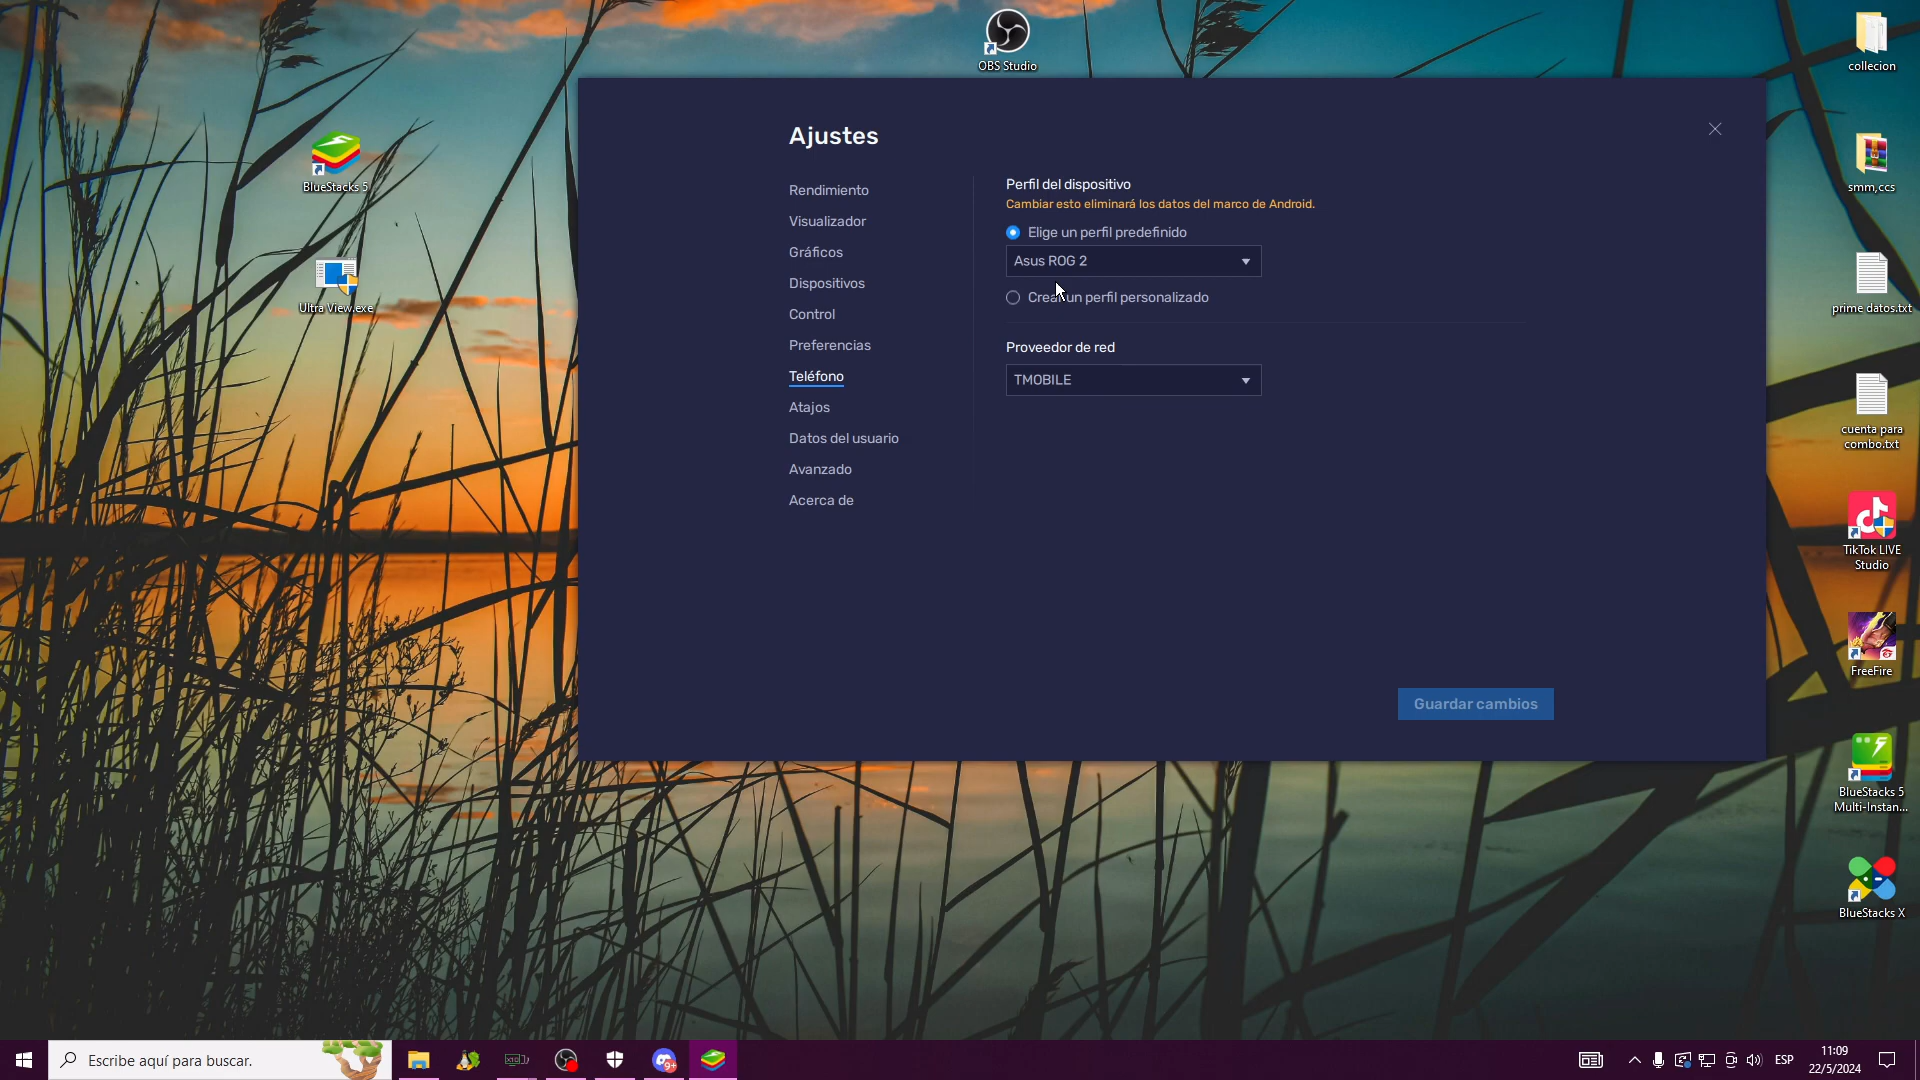 OBS Studio
collecion
BlueStacks 5
smm,ccs
Ultra View.exe
prime datos.txt
cuenta para
combo.txt
TikTok LIVE
Studio
FreeFire
BlueStacks 5
Multi-Instan...
BlueStacks X
Ajustes
Rendimiento
Visualizador
Gráficos
Dispositivos
Control
Preferencias
Teléfono
Atajos
Datos del usuario
Avanzado
Acerca de
Perfil del dispositivo
Cambiar esto eliminará los datos del marco de Android.
Elige un perfil predefinido
Asus ROG 2
Crear un perfil personalizado
Proveedor de red
TMOBILE
Guardar cambios
Escribe aquí para buscar.
9+
ESP
11:09
22/5/2024